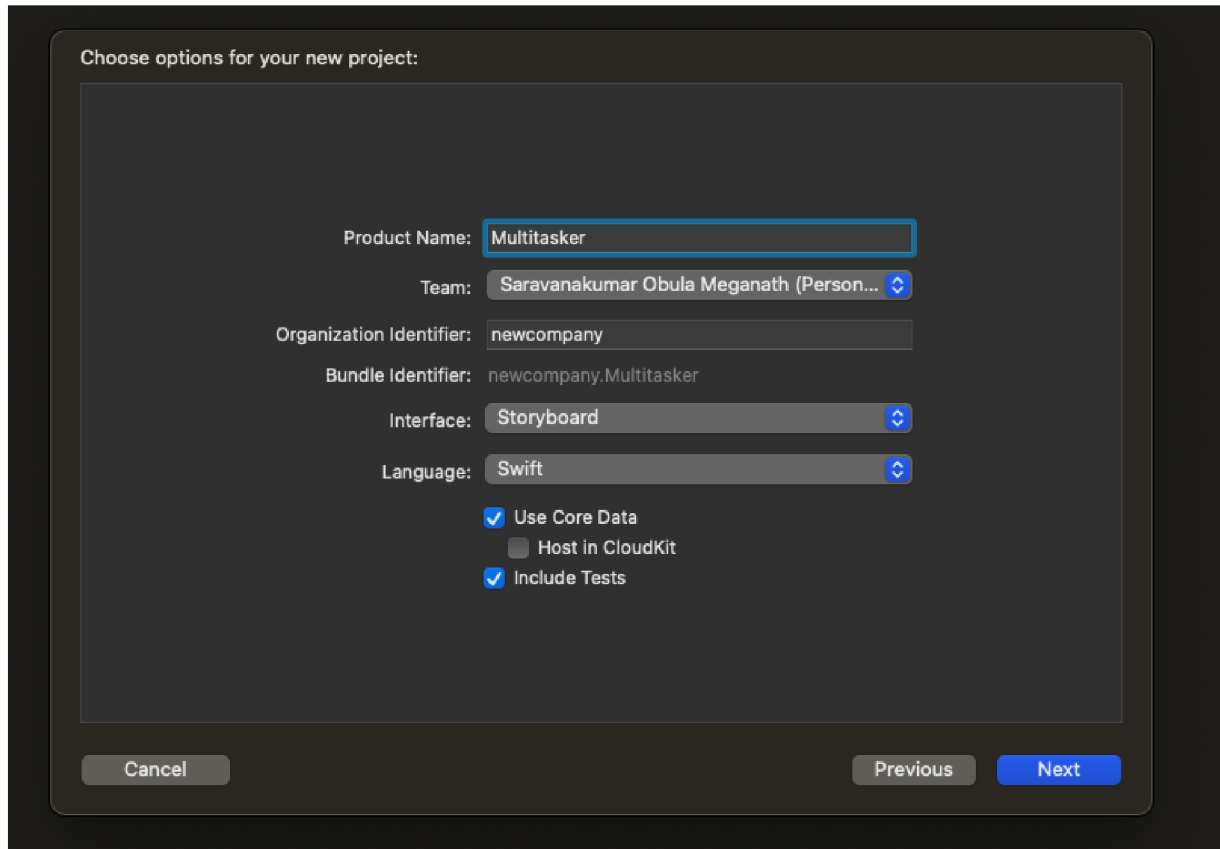 Choose options for your new project:
Product Name: Multitasker
Team: Saravanakumar Obula Meganath (Person...
Organization Identifier: newcompany
Bundle Identifier: newcompany.Multitasker
Interface: Storyboard
Language: Swift
Use Core Data
Host in CloudKit
Include Tests
Cancel Previous Next